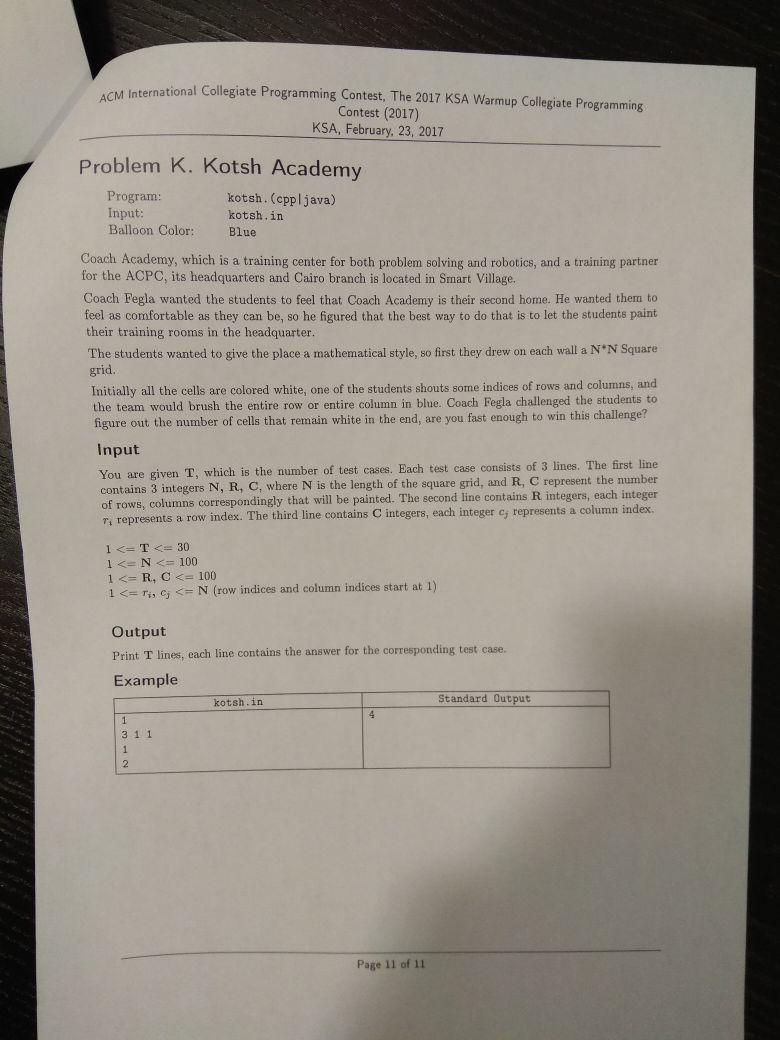 ACM International Collegiate Programming Contest, The 2017 KSA Warmup Collegiate Programming
Contest (2017)
KSA, February, 23, 2017
Problem K. Kotsh Academy
Program: kotsh.(cpp|java)
Input: kotsh.in
Balloon Color: Blue
Coach Academy, which is a training center for both problem solving and robotics, and a training partner
for the ACPC, its headquarters and Cairo branch is located in Smart Village.
Coach Fegla wanted the students to feel that Coach Academy is their second home. He wanted them to
feel as comfortable as they can be, so he figured that the best way to do that is to let the students paint
their training rooms in the headquarter.
The students wanted to give the place a mathematical style, so first they drew on each wall a N*N Square
grid.
Initially all the cells are colored white, one of the students shouts some indices of rows and columns, and
the team would brush the entire row or entire column in blue. Coach Fegla challenged the students to
figure out the number of cells that remain white in the end, are you fast enough to win this challenge?
Input
You are given T, which is the number of test cases. Each test case consists of 3 lines. The first line
contains 3 integers N, R, C, where N is the length of the square grid, and R, C represent the number
of rows, columns correspondingly that will be painted. The second line contains R integers, each integer
r_i represents a row index. The third line contains C integers, each integer c_j represents a column index.
1 <= T <= 30
1 <= N <= 100
1 <= R, C <= 100
1 <= r_i, c_j <= N (row indices and column indices start at 1)
Output
Print T lines, each line contains the answer for the corresponding test case.
Example
kotsh.in Standard Output
1 4
3 1 1
1
2
Page 11 of 11